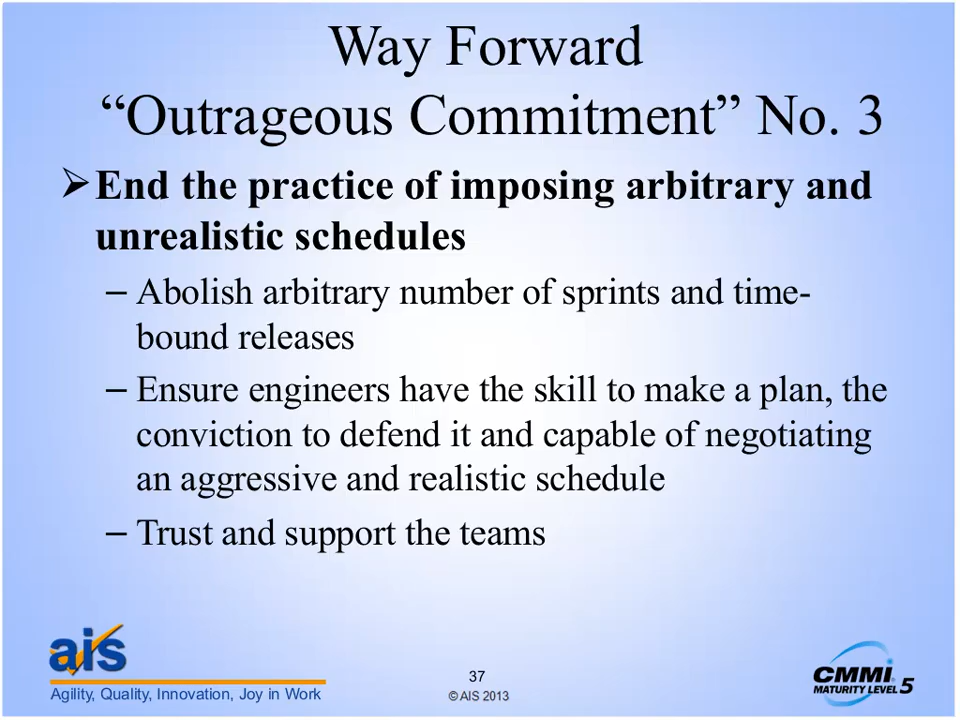 Way Forward
“Outrageous Commitment” No. 3
➢End the practice of imposing arbitrary and
unrealistic schedules
– Abolish arbitrary number of sprints and time-
bound releases
– Ensure engineers have the skill to make a plan, the
conviction to defend it and capable of negotiating
an aggressive and realistic schedule
– Trust and support the teams
ais
Agility, Quality, Innovation, Joy in Work
37
© AIS 2013
CMMI
MATURITY LEVEL 5